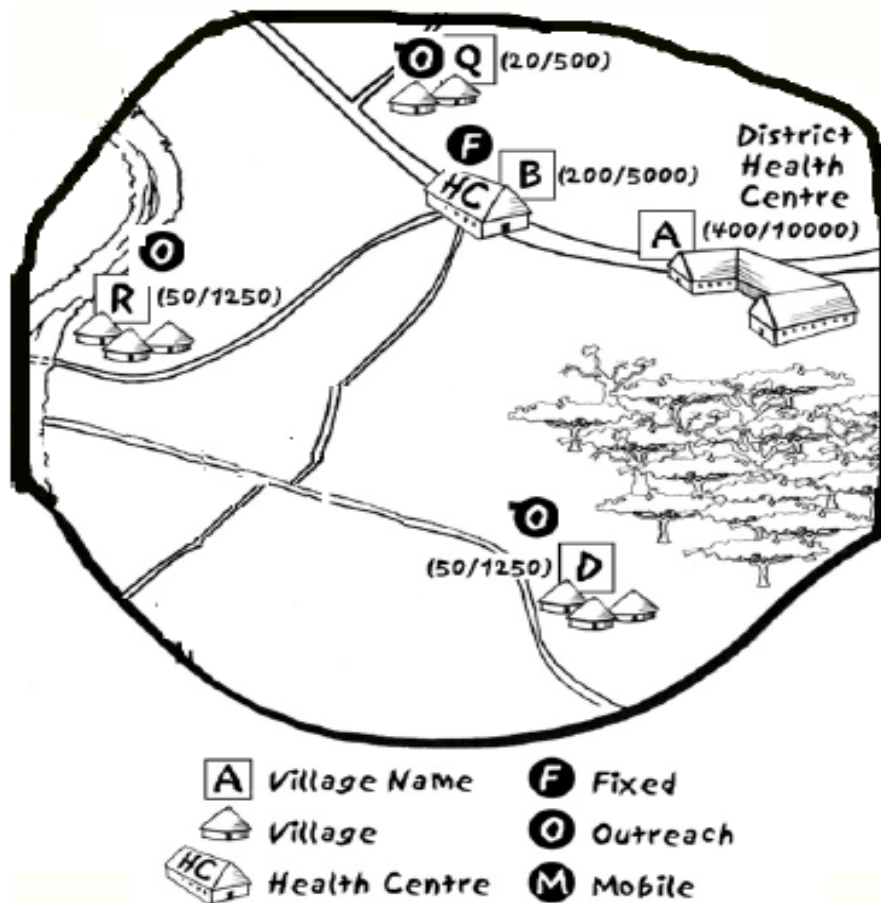 O Q (20/500)
F
HC B (200/5000)
District
Health
Centre
A (400/10000)
O
R (50/1250)
O
(50/1250) D
A Village Name
F Fixed
Village
O Outreach
HC Health Centre
M Mobile